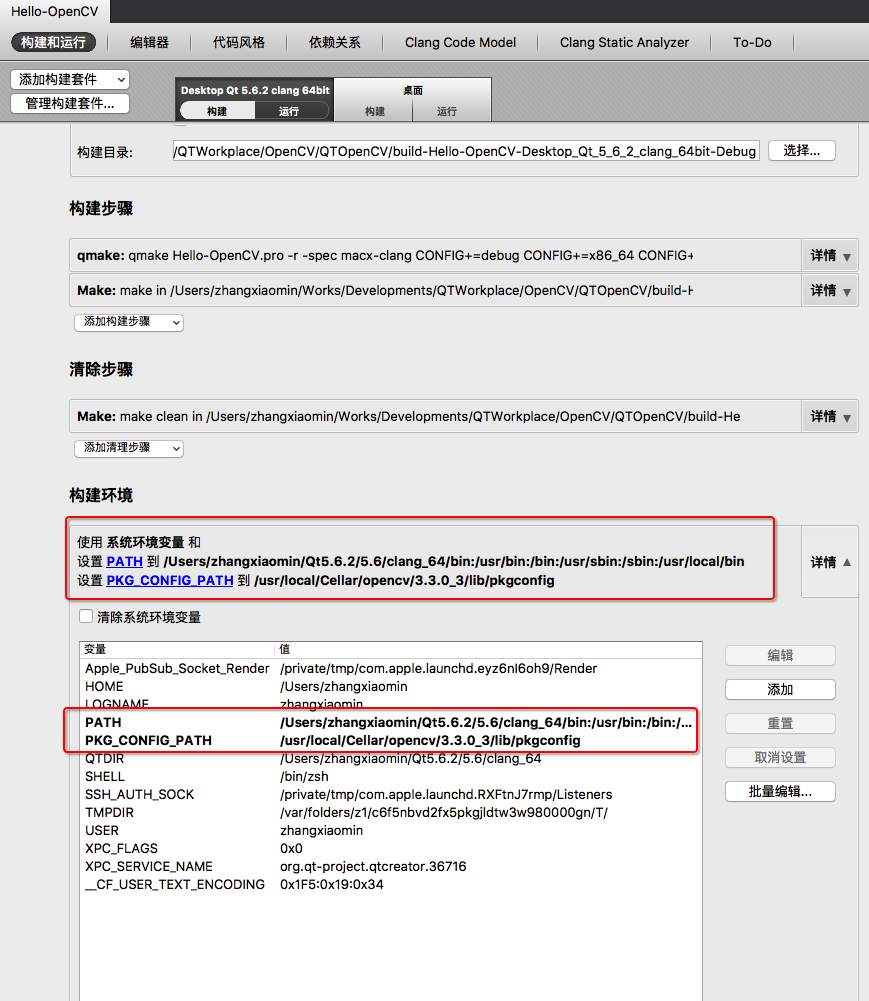 Hello-OpenCV
构建和运行 编辑器 代码风格 依赖关系 Clang Code Model Clang Static Analyzer To-Do
添加构建套件
管理构建套件...
Desktop Qt 5.6.2 clang 64bit 桌面
构建 运行 构建 运行
构建目录: /QTWorkplace/OpenCV/QTOpenCV/build-Hello-OpenCV-Desktop_Qt_5_6_2_clang_64bit-Debug 选择...
构建步骤
qmake: qmake Hello-OpenCV.pro -r -spec macx-clang CONFIG+=debug CONFIG+=x86_64 CONFIG+ 详情
Make: make in /Users/zhangxiaomin/Works/Developments/QTWorkplace/OpenCV/QTOpenCV/build-H 详情
添加构建步骤
清除步骤
Make: make clean in /Users/zhangxiaomin/Works/Developments/QTWorkplace/OpenCV/QTOpenCV/build-He 详情
添加清理步骤
构建环境
使用 系统环境变量 和
设置 PATH 到 /Users/zhangxiaomin/Qt5.6.2/5.6/clang_64/bin:/usr/bin:/bin:/usr/sbin:/sbin:/usr/local/bin 详情
设置 PKG_CONFIG_PATH 到 /usr/local/Cellar/opencv/3.3.0_3/lib/pkgconfig
清除系统环境变量
变量 值
Apple_PubSub_Socket_Render /private/tmp/com.apple.launchd.eyz6nl6oh9/Render
HOME /Users/zhangxiaomin
LOGNAME zhangxiaomin
PATH /Users/zhangxiaomin/Qt5.6.2/5.6/clang_64/bin:/usr/bin:/bin:/...
PKG_CONFIG_PATH /usr/local/Cellar/opencv/3.3.0_3/lib/pkgconfig
QTDIR /Users/zhangxiaomin/Qt5.6.2/5.6/clang_64
SHELL /bin/zsh
SSH_AUTH_SOCK /private/tmp/com.apple.launchd.RXFtnJ7rmp/Listeners
TMPDIR /var/folders/z1/c6f5nbvd2fx5pkgjldtw3w980000gn/T/
USER zhangxiaomin
XPC_FLAGS 0x0
XPC_SERVICE_NAME org.qt-project.qtcreator.36716
__CF_USER_TEXT_ENCODING 0x1F5:0x19:0x34
编辑
添加
重置
取消设置
批量编辑...